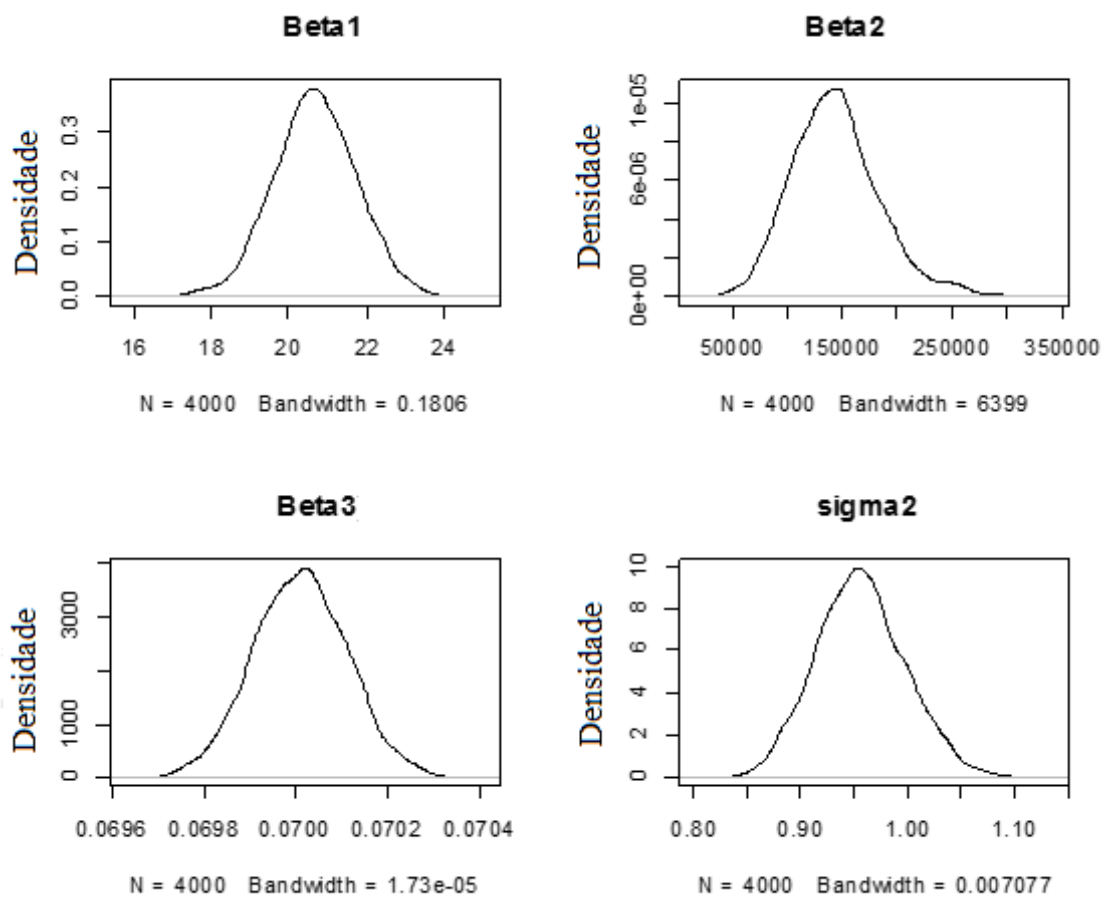 Beta1
Densidade
0.0 0.1 0.2 0.3
16 18 20 22 24
N = 4000 Bandwidth = 0.1806
Beta2
Densidade
0e+00 6e-06 1e-05
50000 150000 250000 350000
N = 4000 Bandwidth = 6399
Beta3
Densidade
0 1000 3000
0.0696 0.0698 0.0700 0.0702 0.0704
N = 4000 Bandwidth = 1.73e-05
sigma2
Densidade
0 2 4 6 8 10
0.80 0.90 1.00 1.10
N = 4000 Bandwidth = 0.007077